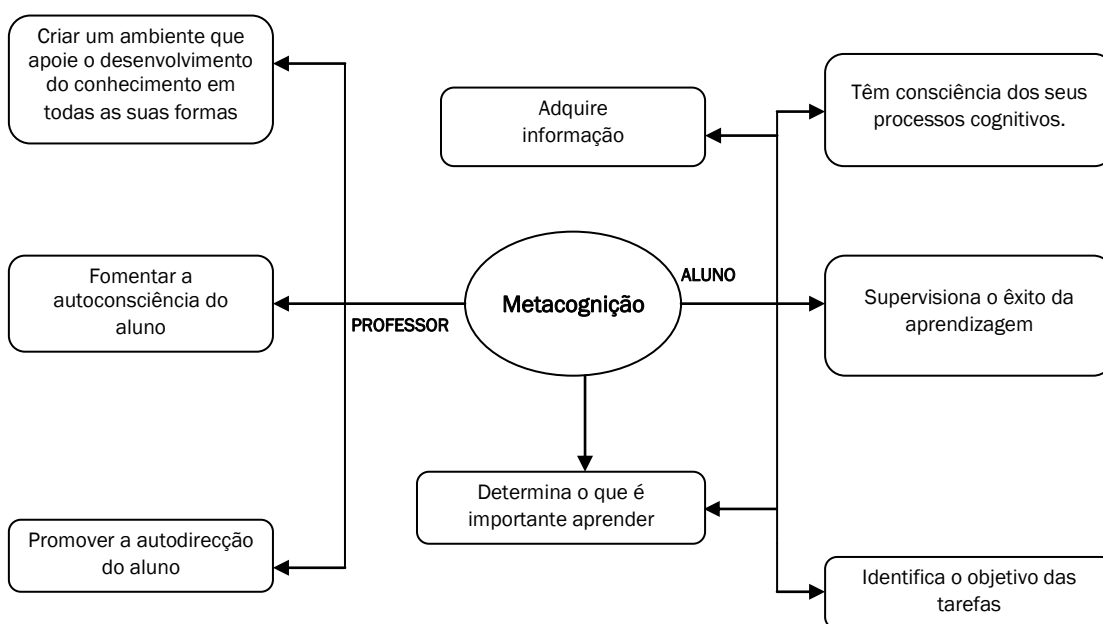 Criar um ambiente que
apoie o desenvolvimento
do conhecimento em
todas as suas formas
Adquire
informação
Têm consciência dos seus
processos cognitivos.
Fomentar a
autoconsciência do
aluno
PROFESSOR
Metacognição
ALUNO
Supervisiona o êxito da
aprendizagem
Promover a autodirecção
do aluno
Determina o que é
importante aprender
Identifica o objetivo das
tarefas